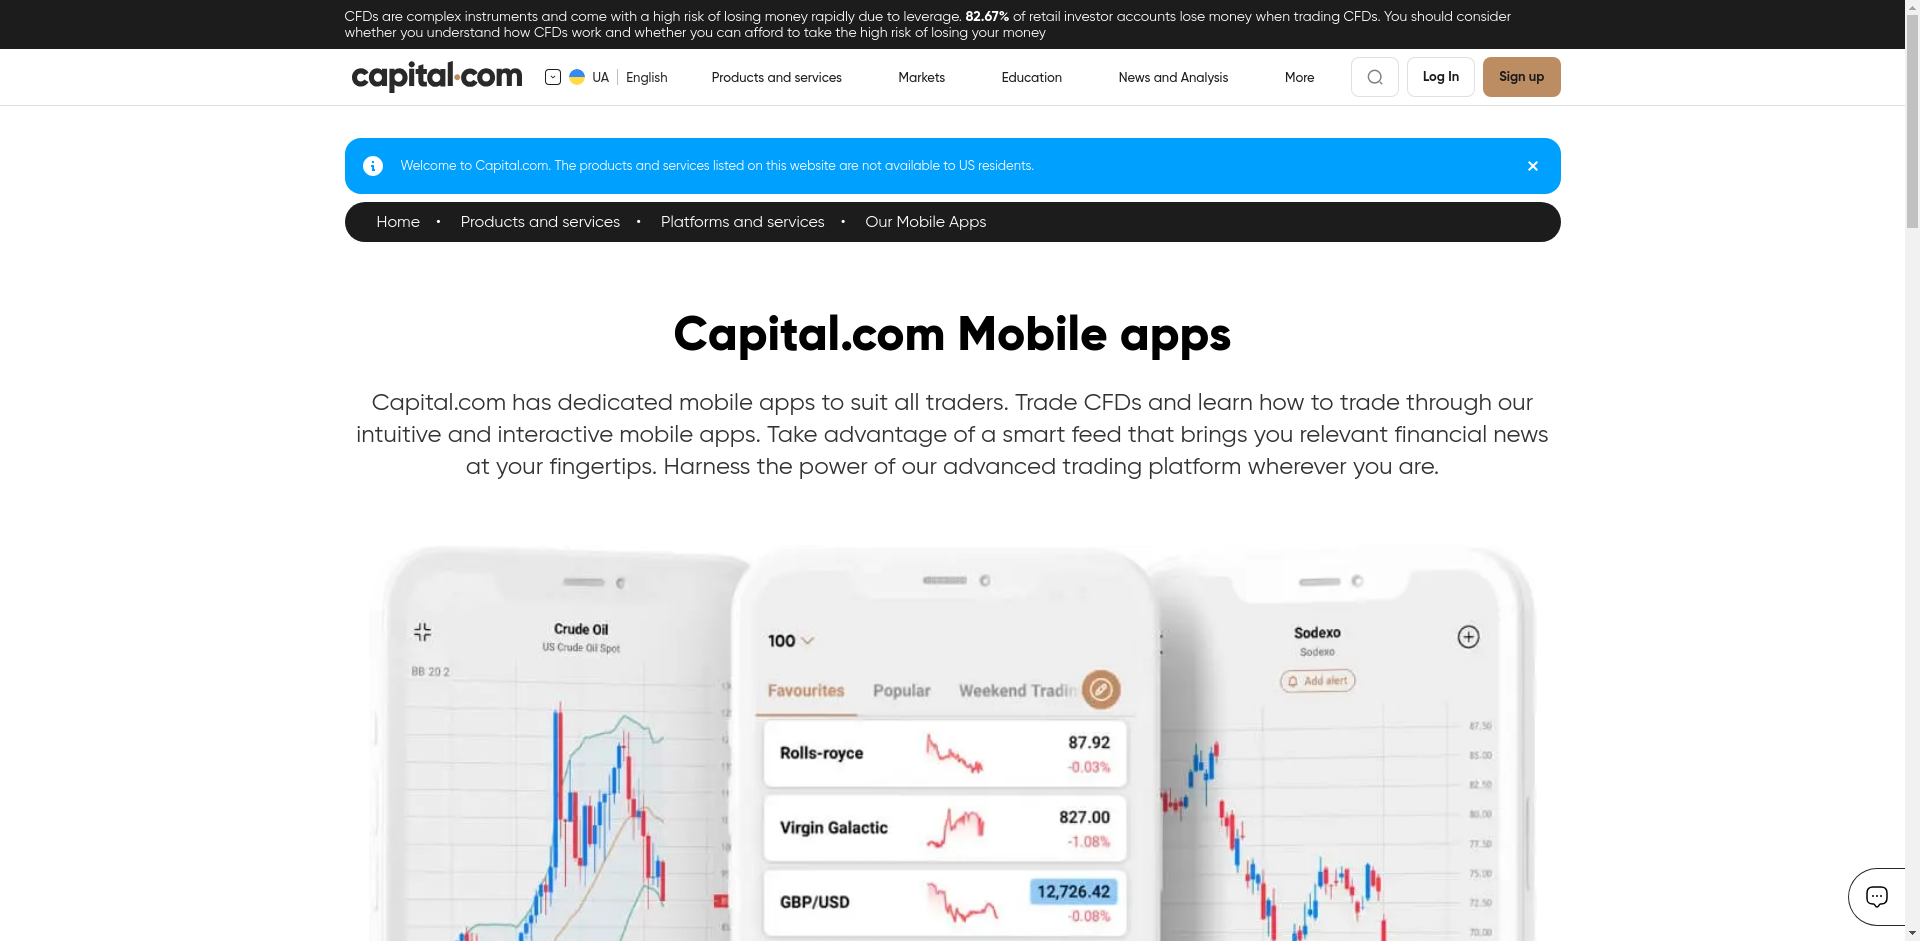 CFDs are complex instruments and come with a high risk of losing money rapidly due to leverage. 82.67% of retail investor accounts lose money when trading CFDs. You should consider
whether you understand how CFDs work and whether you can afford to take the high risk of losing your money
capital.com
UA
English
Products and services
Markets
Education
News and Analysis
More
Log In
Sign up
Welcome to Capital.com. The products and services listed on this website are not available to US residents.
Home • Products and services • Platforms and services • Our Mobile Apps
Capital.com Mobile apps
Capital.com has dedicated mobile apps to suit all traders. Trade CFDs and learn how to trade through our
intuitive and interactive mobile apps. Take advantage of a smart feed that brings you relevant financial news
at your fingertips. Harness the power of our advanced trading platform wherever you are.
Crude Oil
US Crude Oil Spot
BB 20 2
100
Favourites
Popular
Weekend Tradin
Rolls-royce
87.92
-0.03%
Virgin Galactic
827.00
-1.08%
GBP/USD
12,726.42
-0.08%
Sodexo
Sodexo
Add alert
87.50
85.00
82.50
80.00
77.50
75.00
72.50
70.00